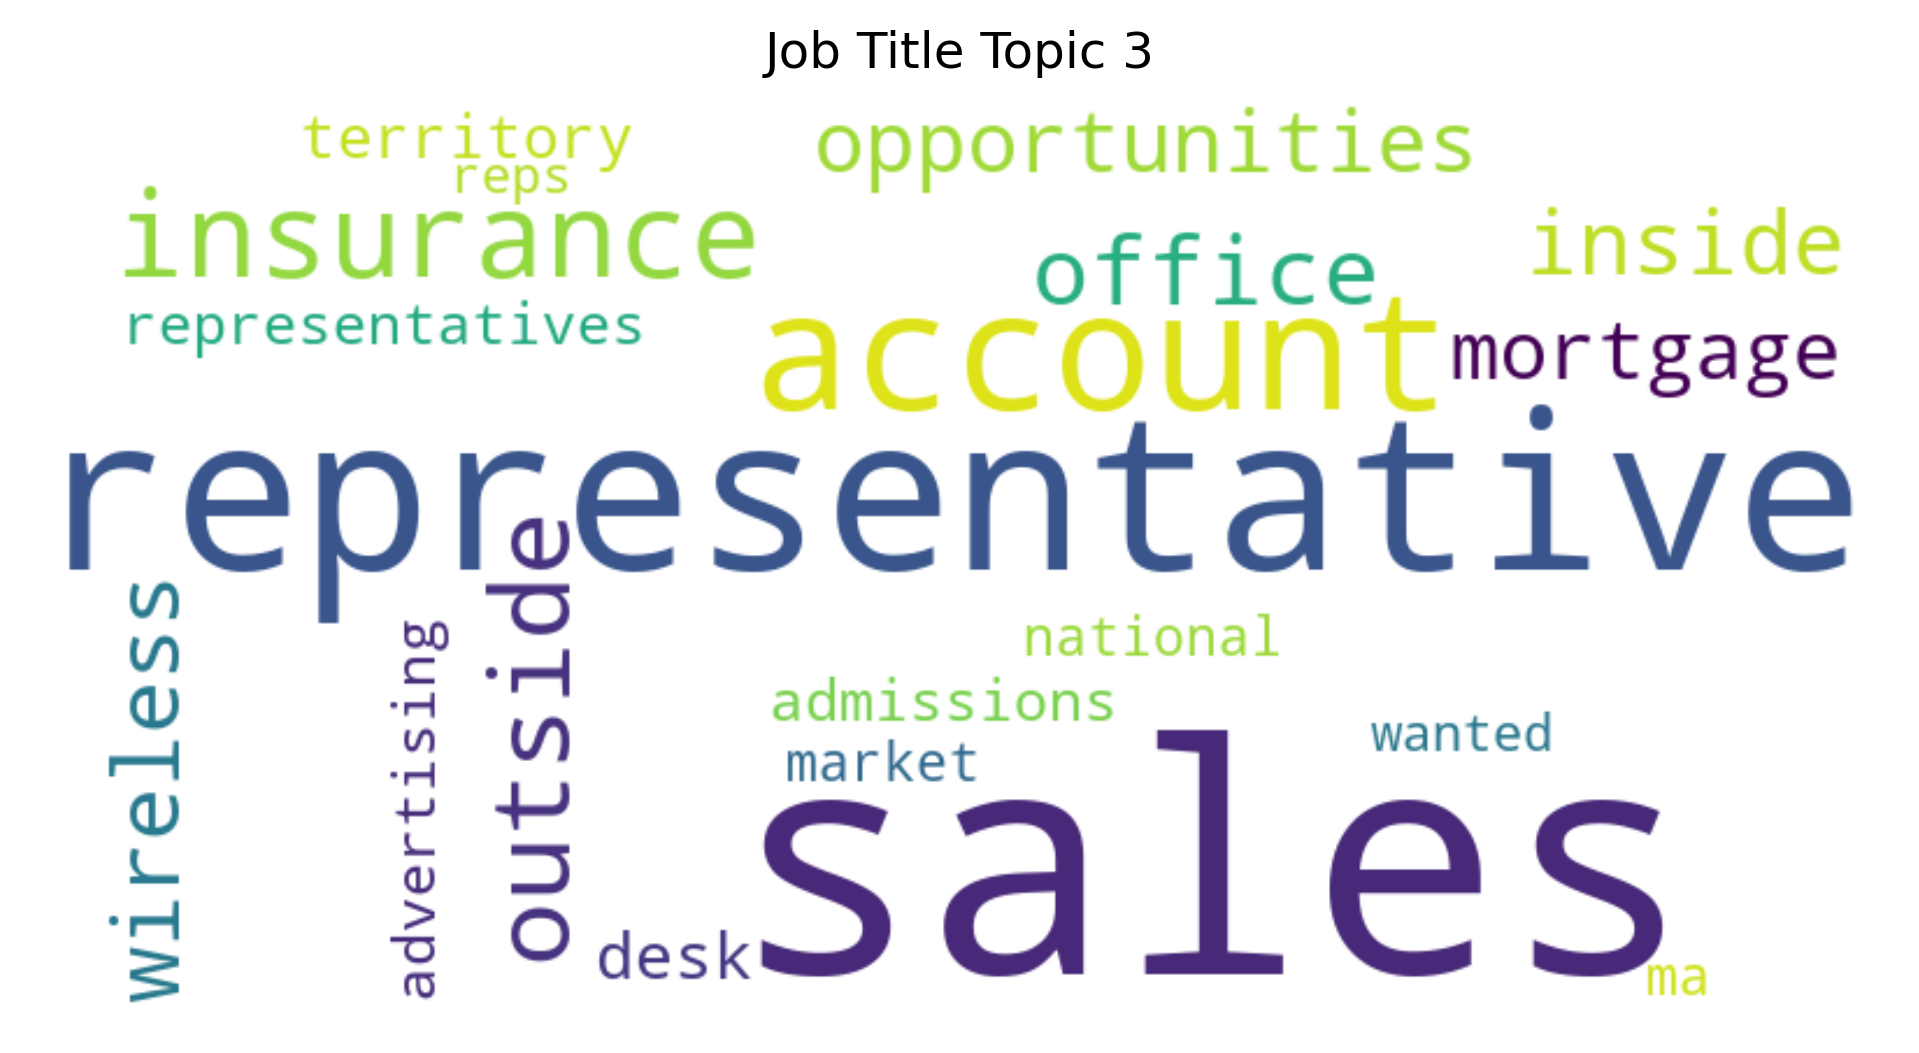 Job Title Topic 3
territory
opportunities
reps
insurance
inside
office
representatives
account
mortgage
representative
wireless
advertising
outside
national
admissions
market
wanted
sales
desk
ma